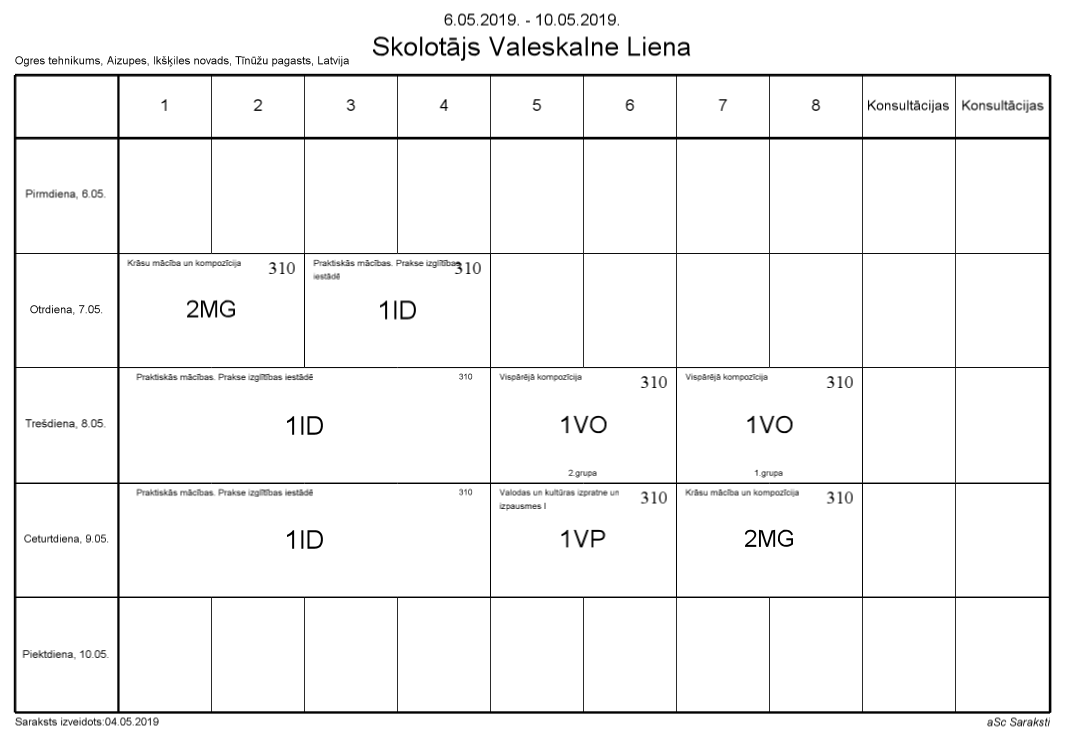 6.05.2019. - 10.05.2019.
Skolotājs Valeskalne Liena
Ogres tehnikums, Aizupes, Ikšķiles novads, Tīnūžu pagasts, Latvija
1 2 3 4 5 6 7 8 Konsultācijas Konsultācijas
Pirmdiena, 6.05.
Krāsu mācība un kompozīcija 310 Praktiskās mācības. Prakse izglītības 310
iestādē
Otrdiena, 7.05. 2MG 1ID
Praktiskās mācības. Prakse izglītības iestādē 310 Vispārējā kompozīcija 310 Vispārējā kompozīcija 310
Trešdiena, 8.05. 1ID 1VO 1VO
2.grupa 1.grupa
Praktiskās mācības. Prakse izglītības iestādē 310 Valodas un kultūras izpratne un 310 Krāsu mācība un kompozīcija 310
izpausmes I
Ceturtdiena, 9.05. 1ID 1VP 2MG
Piektdiena, 10.05.
Saraksts izveidots:04.05.2019 aSc Saraksti